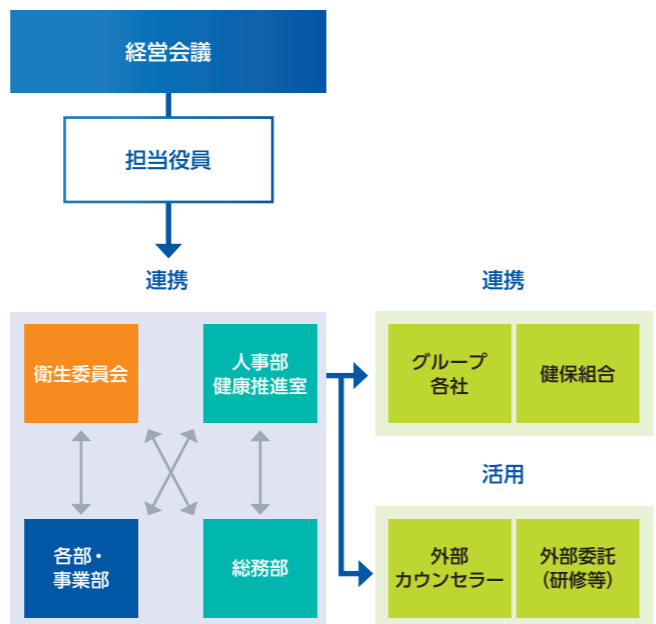 経営会議
担当役員
連携
連携
衛生委員会
人事部
健康推進室
グループ
各社
健保組合
活用
各部・
事業部
総務部
外部
カウンセラー
外部委託
（研修等）